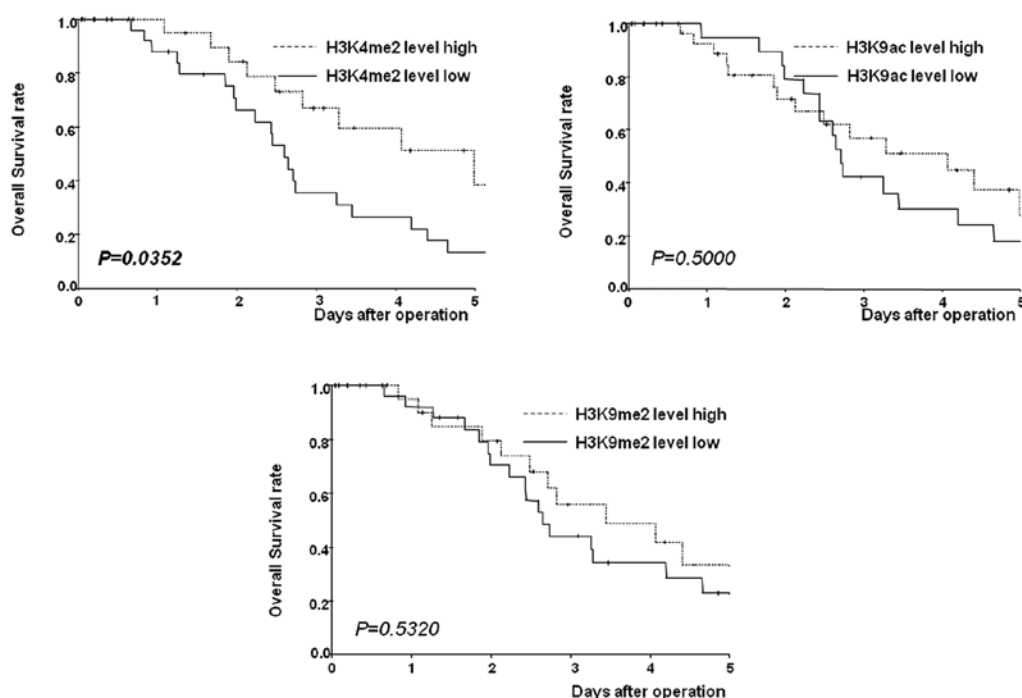 1.0
0.8
0.6
0.4
0.2
0.0
Overall Survival rate
H3K4me2 level high
H3K4me2 level low
P=0.0352
0 1 2 3 4 5
Days after operation
1.0
0.8
0.6
0.4
0.2
0.0
Overall Survival rate
H3K9ac level high
H3K9ac level low
P=0.5000
0 1 2 3 4 5
Days after operation
1.0
0.8
0.6
0.4
0.2
0.0
Overall Survival rate
H3K9me2 level high
H3K9me2 level low
P=0.5320
0 1 2 3 4 5
Days after operation